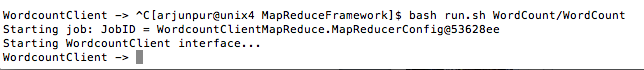 WordcountClient -> ^C[arjunpur@unix4 MapReduceFramework]$ bash run.sh WordCount/WordCount
Starting job: JobID = WordcountClientMapReduce.MapReducerConfig@53628ee
Starting WordcountClient interface...
WordcountClient ->